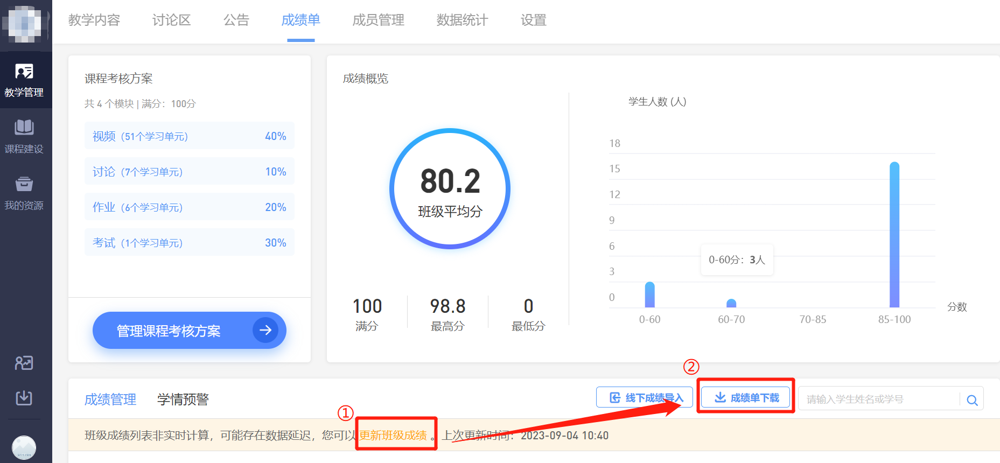 教学内容 讨论区 公告 成绩单 成员管理 数据统计 设置
教学管理
课程建设
我的资源
课程考核方案
共 4 个模块 | 满分：100分
视频（51个学习单元） 40%
讨论（7个学习单元） 10%
作业（6个学习单元） 20%
考试（1个学习单元） 30%
管理课程考核方案
成绩概览
80.2
班级平均分
100 98.8 0
满分 最高分 最低分
学生人数 (人)
18
15
12
9
6
3
0
0-60分：3人
分数
0-60 60-70 70-85 85-100
②
成绩管理 学情预警 线下成绩导入 成绩单下载 请输入学生姓名或学号
①
班级成绩列表非实时计算，可能存在数据延迟，您可以 更新班级成绩 。上次更新时间：2023-09-04 10:40